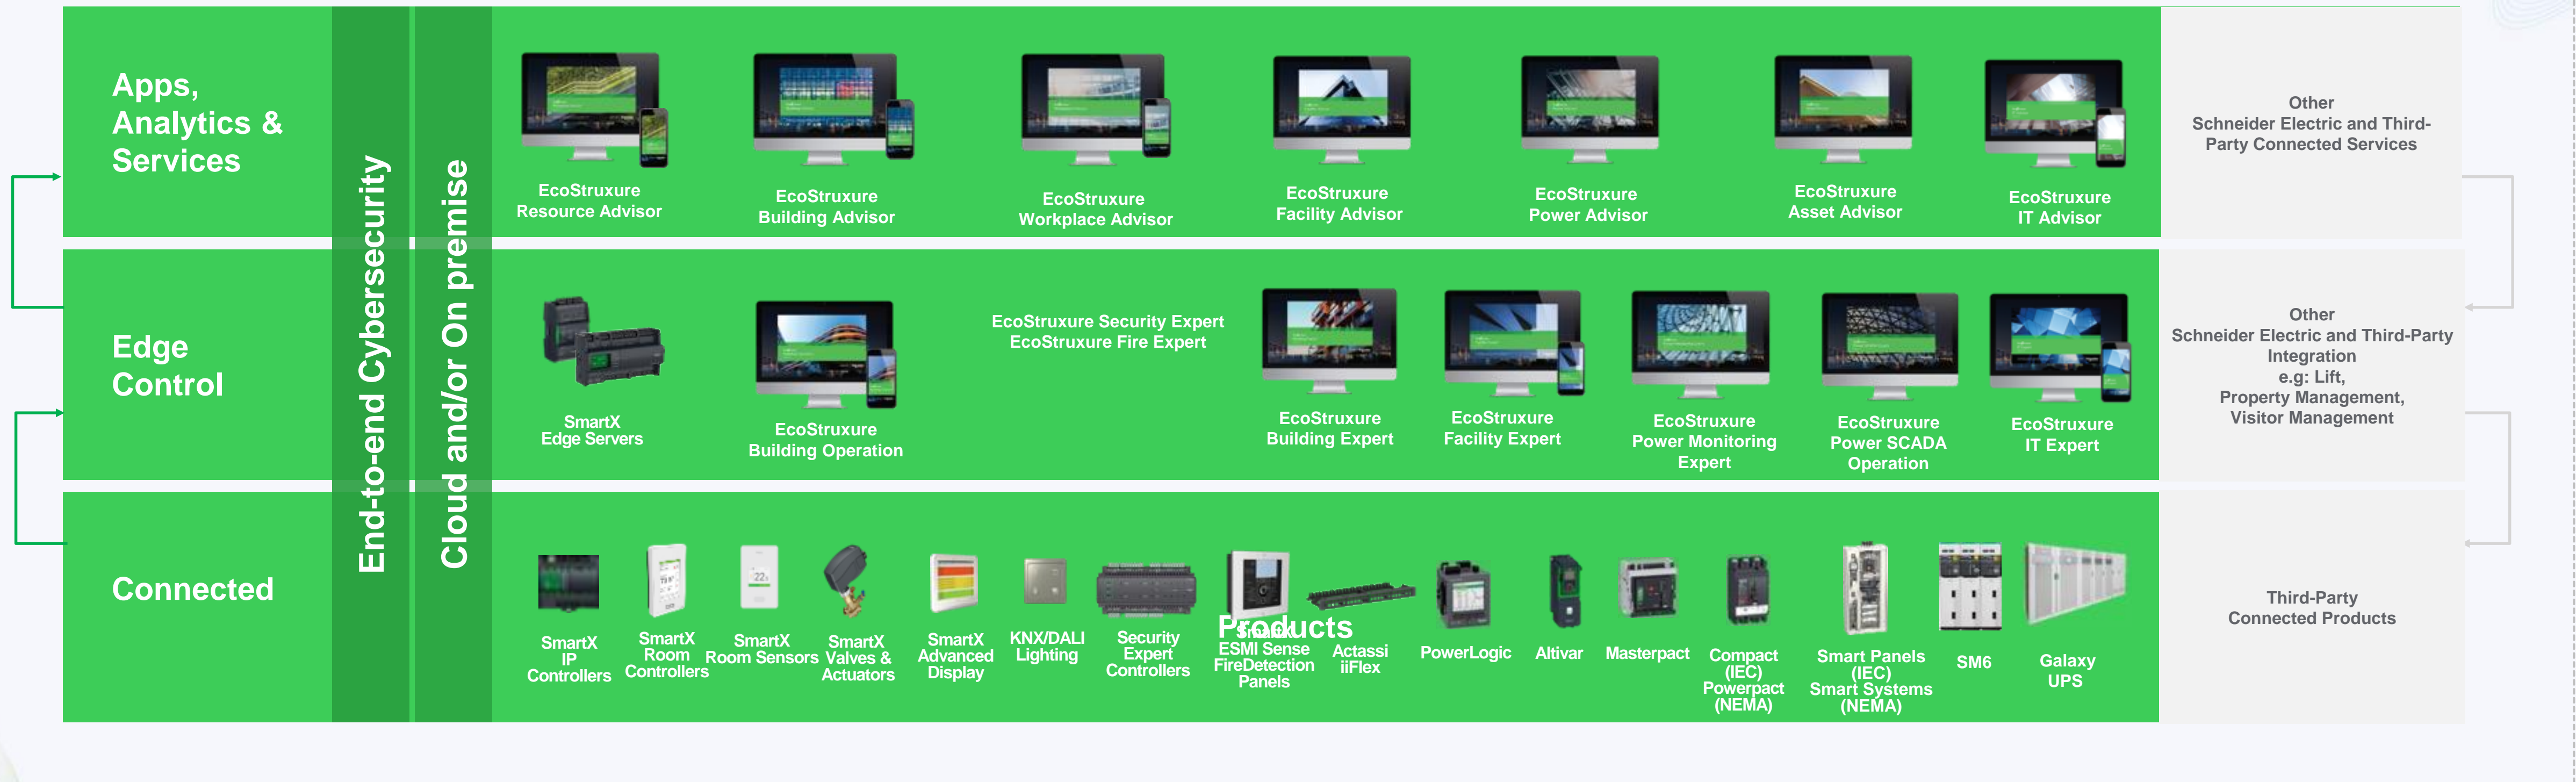 Apps,
Analytics &
Services
End-to-end Cybersecurity
Cloud and/or On premise
EcoStruxure
Resource Advisor
EcoStruxure
Building Advisor
EcoStruxure
Workplace Advisor
EcoStruxure
Facility Advisor
EcoStruxure
Power Advisor
EcoStruxure
Asset Advisor
EcoStruxure
IT Advisor
Other
Schneider Electric and Third-
Party Connected Services
Edge
Control
SmartX
Edge Servers
EcoStruxure
Building Operation
EcoStruxure Security Expert
EcoStruxure Fire Expert
EcoStruxure
Building Expert
EcoStruxure
Facility Expert
EcoStruxure
Power Monitoring
Expert
EcoStruxure
Power SCADA
Operation
EcoStruxure
IT Expert
Other
Schneider Electric and Third-Party
Integration
e.g: Lift,
Property Management,
Visitor Management
Connected
Products
SmartX
IP
Controllers
SmartX
Room
Controllers
SmartX
Room Sensors
SmartX
Valves &
Actuators
SmartX
Advanced
Display
KNX/DALI
Lighting
Security
Expert
Controllers
SmartX
ESMI Sense
FireDetection
Panels
Actassi
iiFlex
PowerLogic
Altivar
Masterpact
Compact
(IEC)
Powerpact
(NEMA)
Smart Panels
(IEC)
Smart Systems
(NEMA)
SM6
Galaxy
UPS
Third-Party
Connected Products